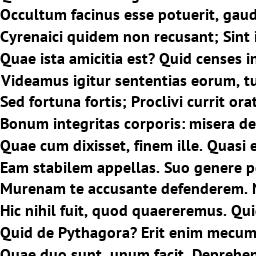 Occultum facinus esse potuerit, gaud
Cyrenaici quidem non recusant; Sint
Quae ista amicitia est? Quid censes in
Videamus igitur sententias eorum, tu
Sed fortuna fortis; Proclivi currit orat
Bonum integritas corporis: misera de
Quae cum dixisset, finem ille. Quasi e
Eam stabilem appellas. Suo genere p
Murenam te accusante defenderem.
Hic nihil fuit, quod quaereremus. Qui
Quid de Pythagora? Erit enim mecum
Quae duo sunt, unum facit. Deprehen